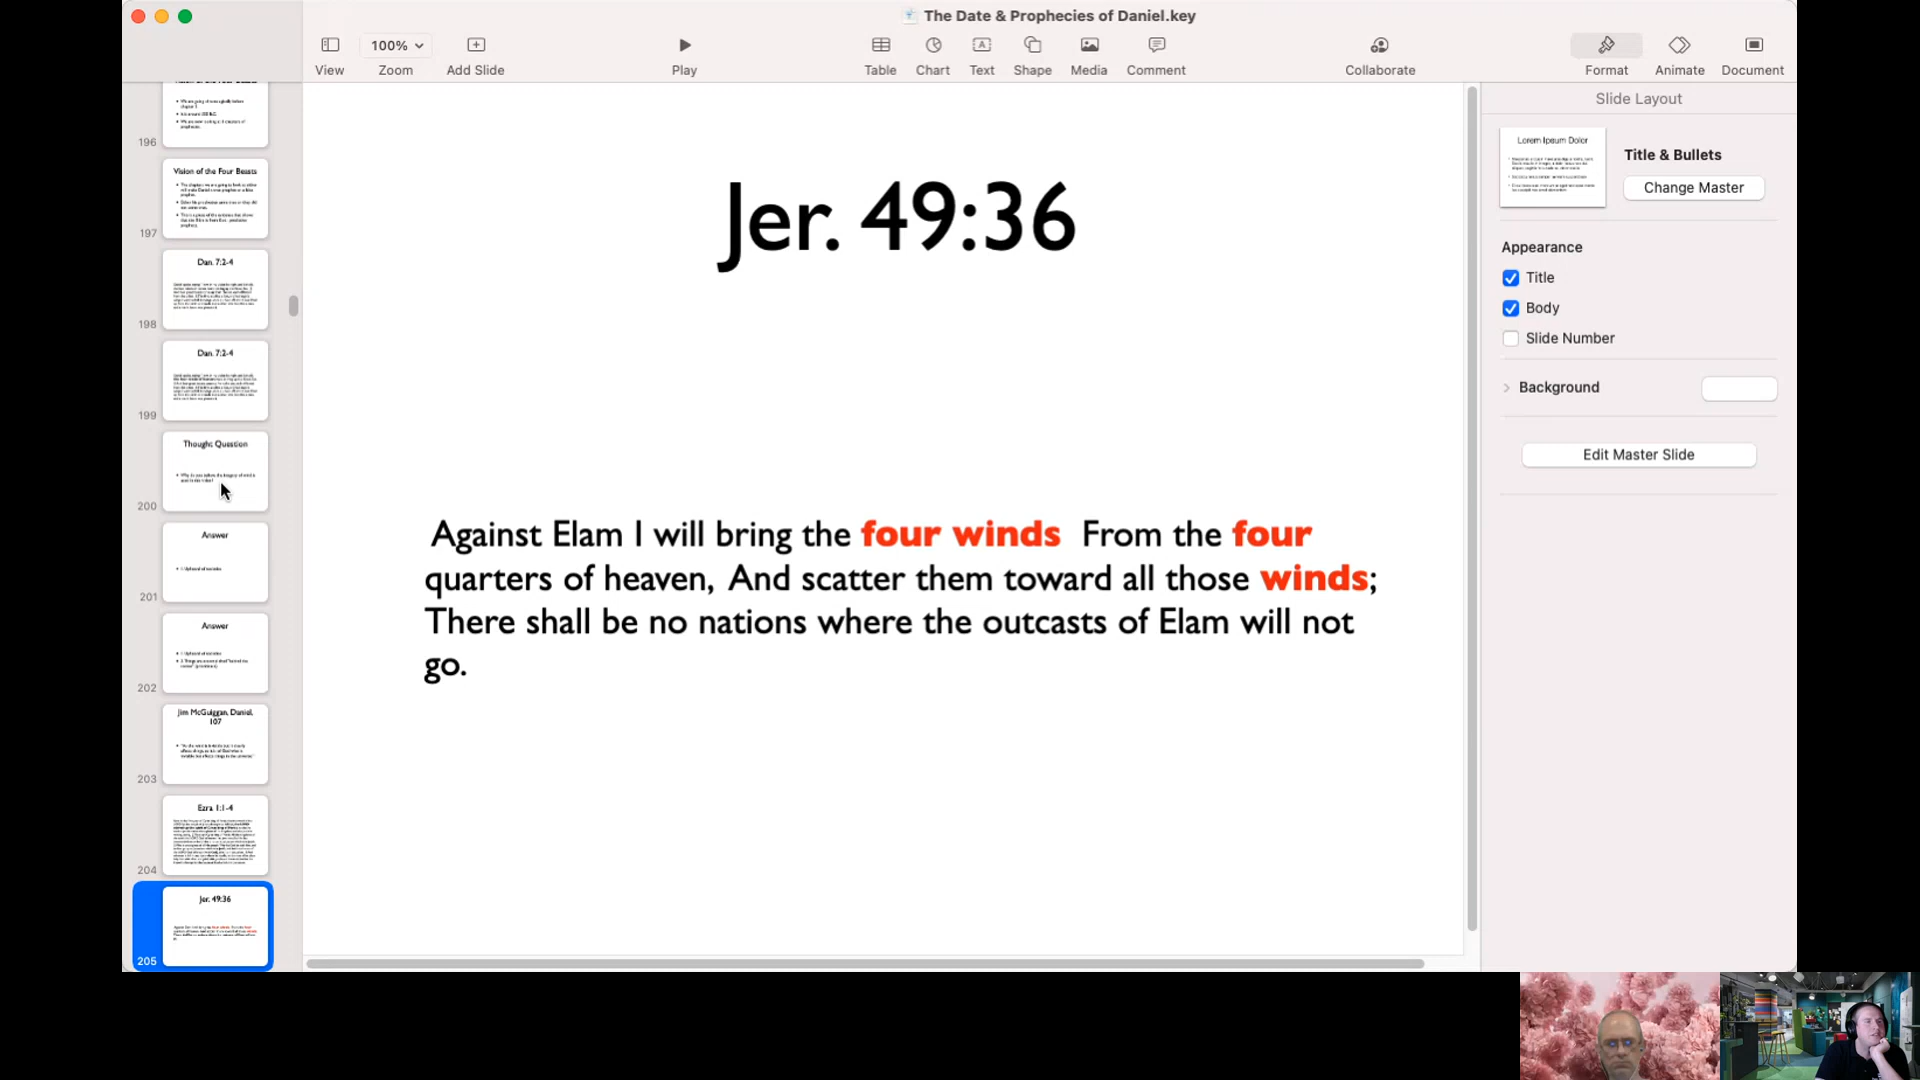 The Date & Prophecies of Daniel.key
100%
View
Zoom
Add Slide
Play
Table
Chart
Text
Shape
Media
Comment
Collaborate
Format
Animate
Document
196
Vision of the Four Beasts
197
Dan. 7:2-4
198
Dan. 7:2-4
199
Thought Question
200
Answer
201
Answer
202
Jim McGuiggan, Daniel,
107
203
Ezra 1:1-4
204
Jer. 49:36
205
Jer. 49:36
Against Elam I will bring the four winds From the four
quarters of heaven, And scatter them toward all those winds;
There shall be no nations where the outcasts of Elam will not
go.
Slide Layout
Lorem Ipsum Dolor
Title & Bullets
Change Master
Appearance
Title
Body
Slide Number
Background
Edit Master Slide